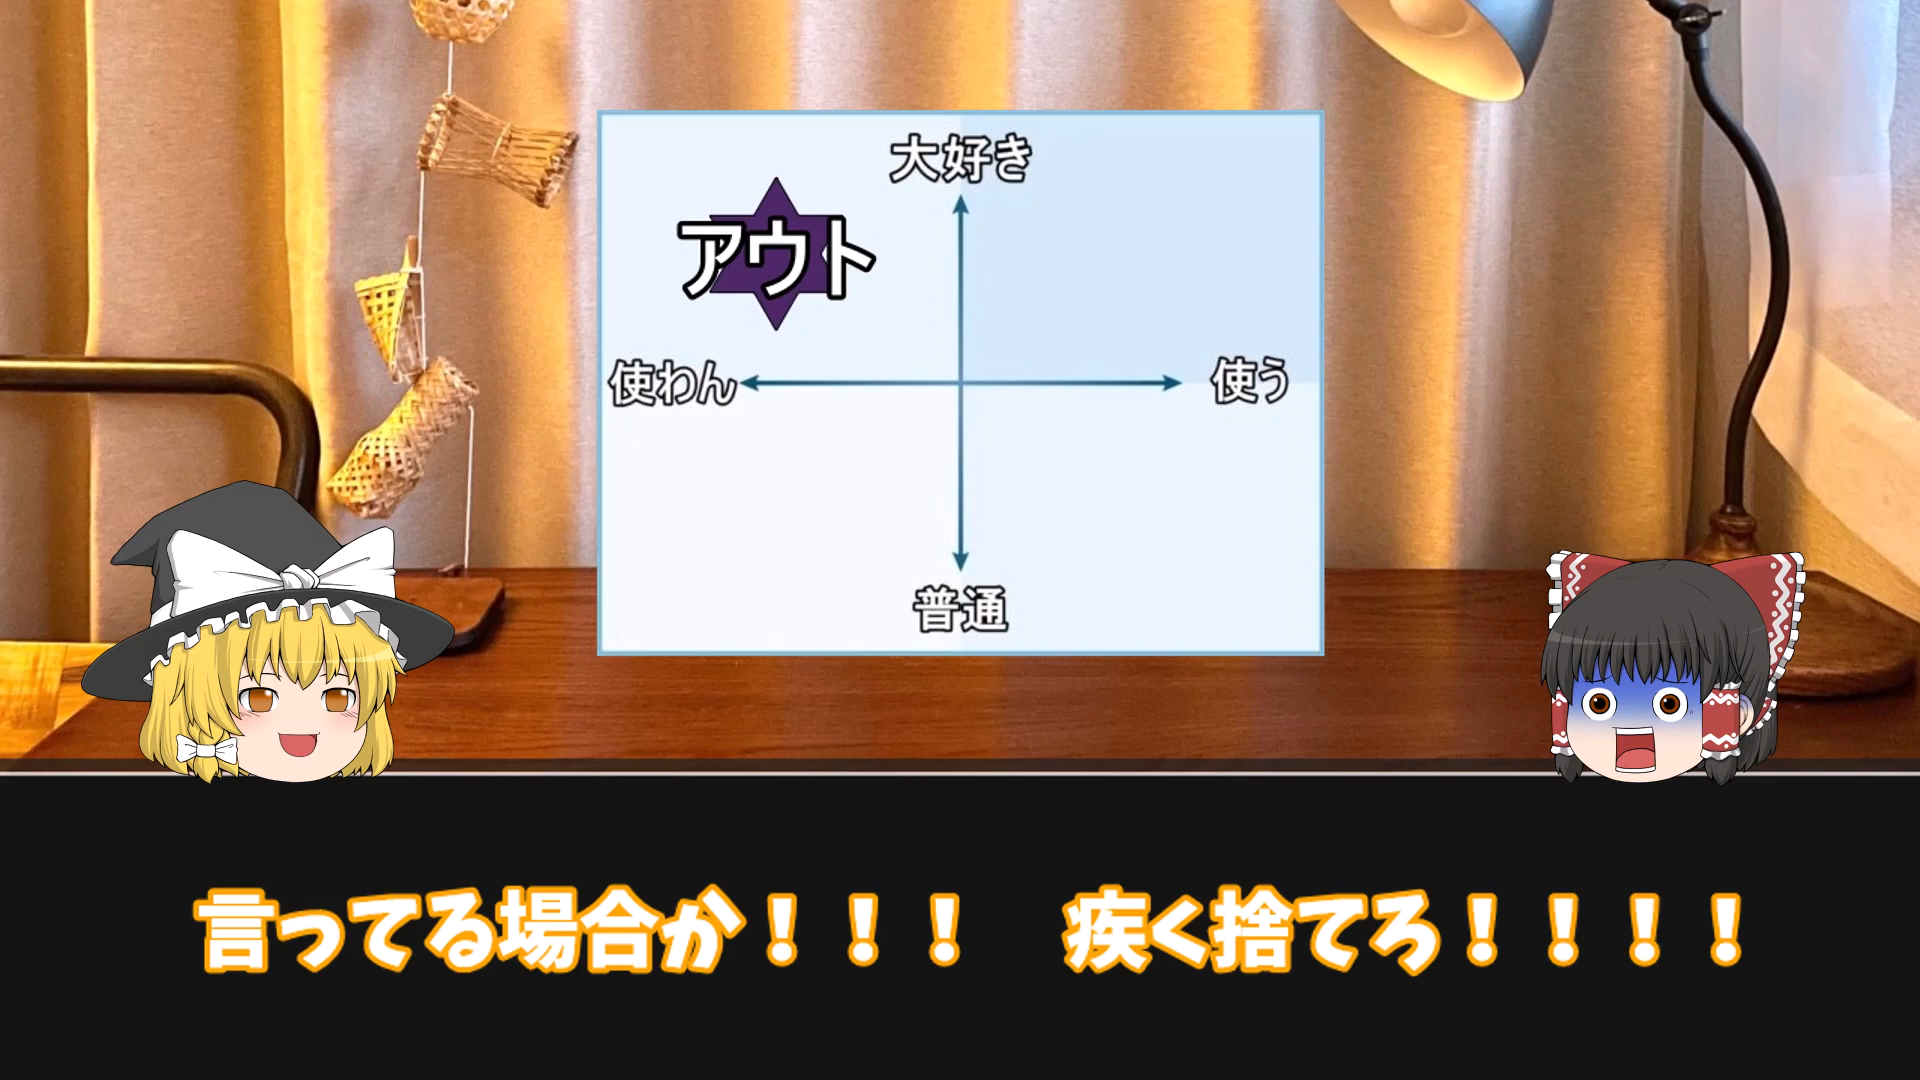 大好き
アウト
使わん
使う
普通
言ってる場合か！！！　疾く捨てろ！！！！